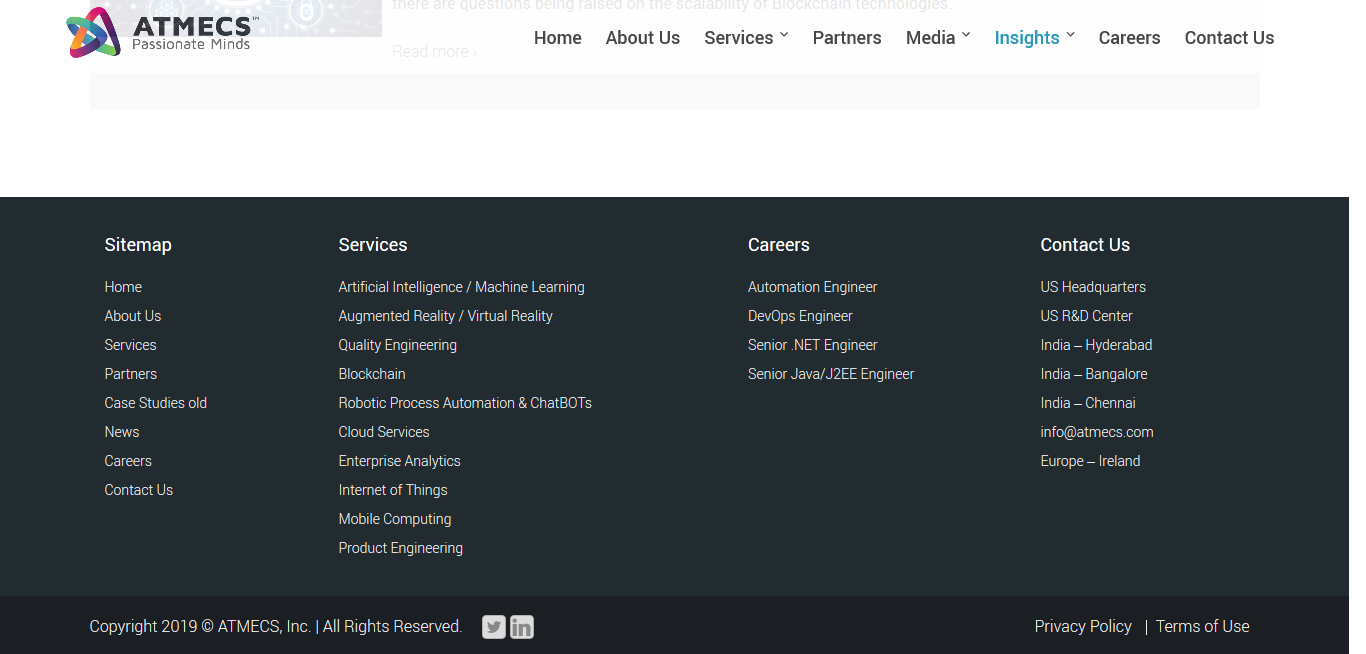 there are questions being raised on the scalability of Blockchain technologies.
ATMECS™
Passionate Minds
Read more ›
Home About Us Services Partners Media Insights Careers Contact Us
Sitemap
Home
About Us
Services
Partners
Case Studies old
News
Careers
Contact Us
Services
Artificial Intelligence / Machine Learning
Augmented Reality / Virtual Reality
Quality Engineering
Blockchain
Robotic Process Automation & ChatBOTs
Cloud Services
Enterprise Analytics
Internet of Things
Mobile Computing
Product Engineering
Careers
Automation Engineer
DevOps Engineer
Senior .NET Engineer
Senior Java/J2EE Engineer
Contact Us
US Headquarters
US R&D Center
India – Hyderabad
India – Bangalore
India – Chennai
info@atmecs.com
Europe – Ireland
Copyright 2019 © ATMECS, Inc. | All Rights Reserved. in
Privacy Policy | Terms of Use